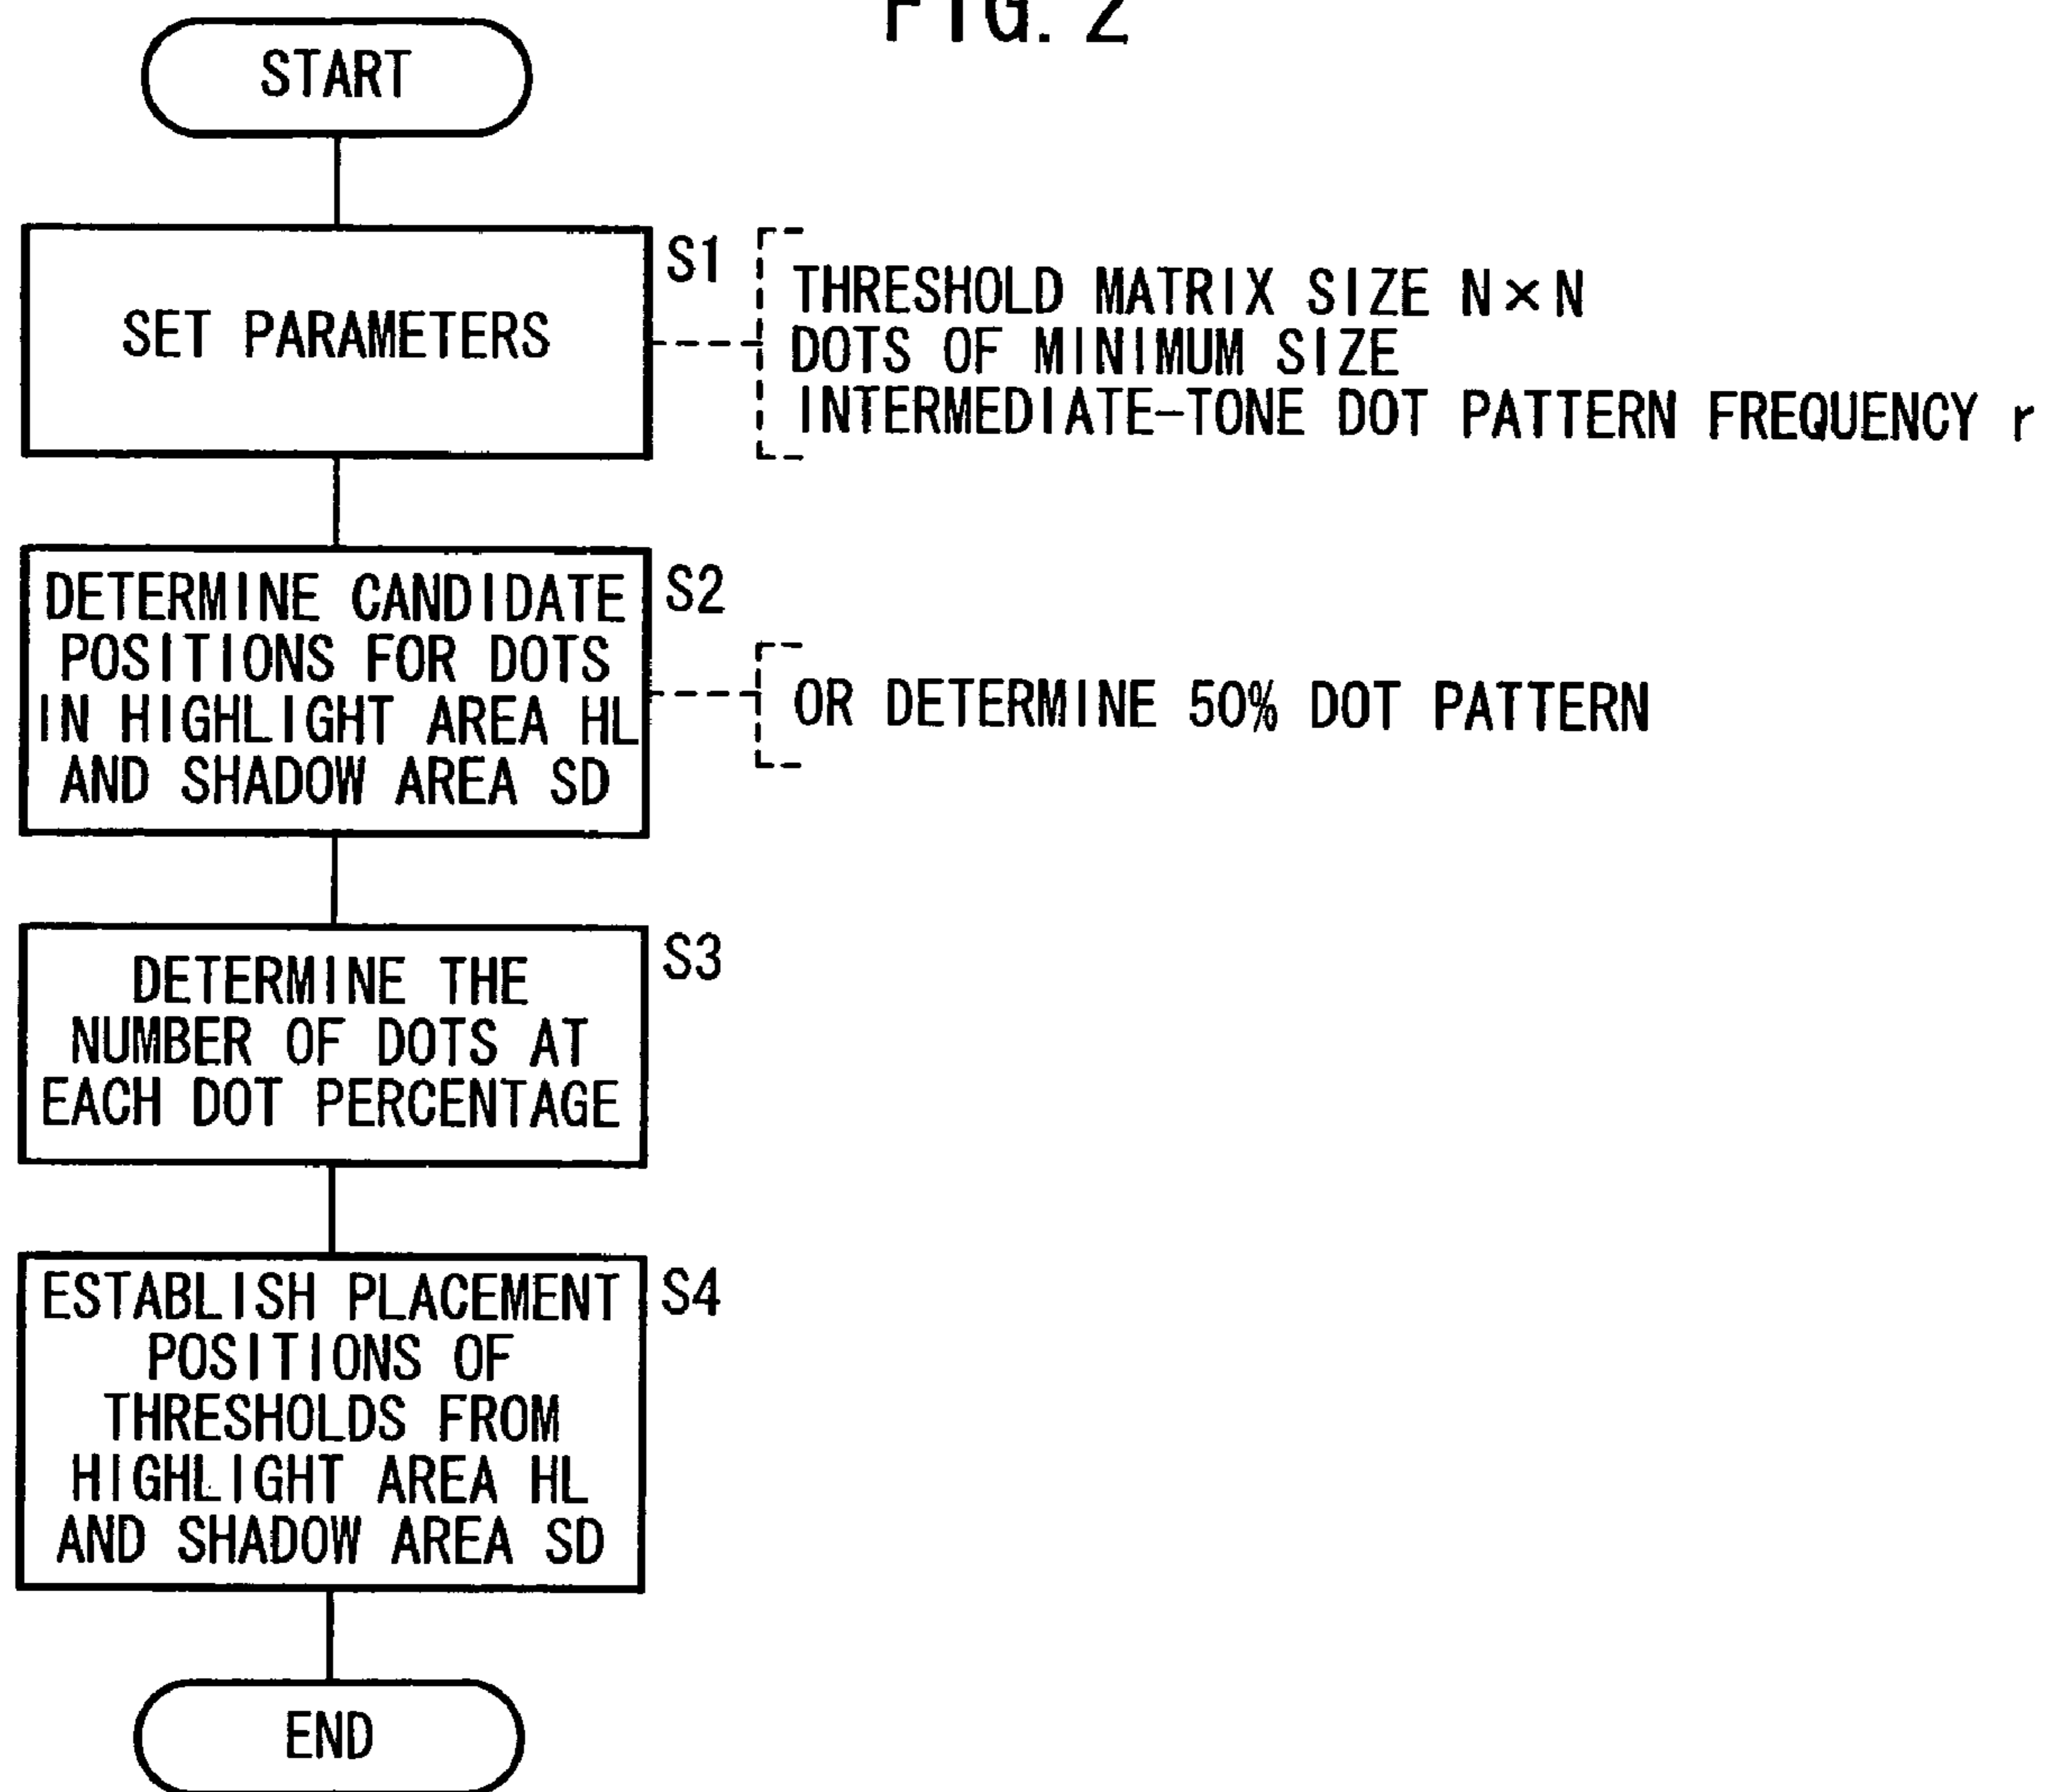 FIG. 2
START
SET PARAMETERS
S1
THRESHOLD MATRIX SIZE N×N
DOTS OF MINIMUM SIZE
INTERMEDIATE-TONE DOT PATTERN FREQUENCY r
DETERMINE CANDIDATE
POSITIONS FOR DOTS
IN HIGHLIGHT AREA HL
AND SHADOW AREA SD
S2
OR DETERMINE 50% DOT PATTERN
DETERMINE THE
NUMBER OF DOTS AT
EACH DOT PERCENTAGE
S3
ESTABLISH PLACEMENT
POSITIONS OF
THRESHOLDS FROM
HIGHLIGHT AREA HL
AND SHADOW AREA SD
S4
END